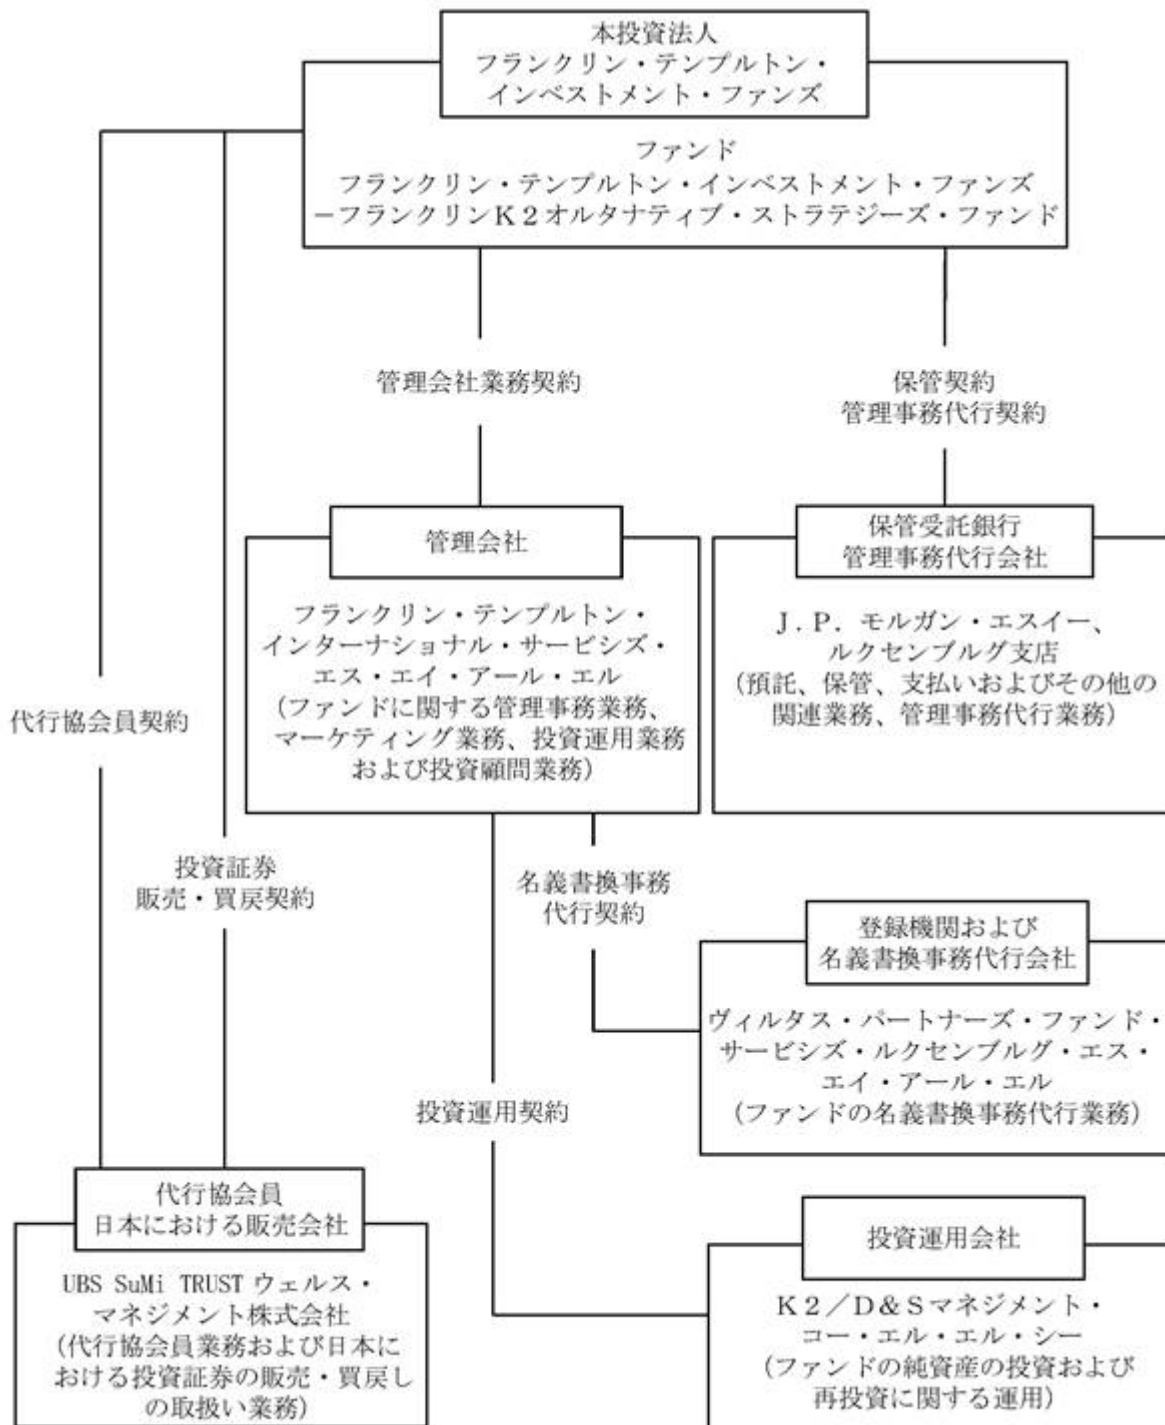 本投資法人
フランクリン・テンプルトン・
インベストメント・ファンズ
ファンド
フランクリン・テンプルトン・インベストメント・ファンズ
－フランクリンK2オルタナティブ・ストラテジーズ・ファンド
管理会社業務契約
保管契約
管理事務代行契約
管理会社
フランクリン・テンプルトン・
インターナショナル・サービシズ・
エス・エイ・アール・エル
(ファンドに関する管理事務業務、
マーケティング業務、投資運用業務
および投資顧問業務)
保管受託銀行
管理事務代行会社
J.P.モルガン・エスイー、
ルクセンブルグ支店
(預託、保管、支払いおよびその他の
関連業務、管理事務代行業務)
代行協会員契約
投資証券
販売・買戻契約
名義書換事務
代行契約
登録機関および
名義書換事務代行会社
ヴィルタス・パートナーズ・ファンド・
サービシズ・ルクセンブルグ・エス・
エイ・アール・エル
(ファンドの名義書換事務代行業務)
投資運用契約
代行協会員
日本における販売会社
UBS SuMi TRUST ウェルス・
マネジメント株式会社
(代行協会員業務および日本に
おける投資証券の販売・買戻し
の取扱い業務)
投資運用会社
K2／D&Sマネジメント・
コー・エル・エル・シー
(ファンドの純資産の投資および
再投資に関する運用)